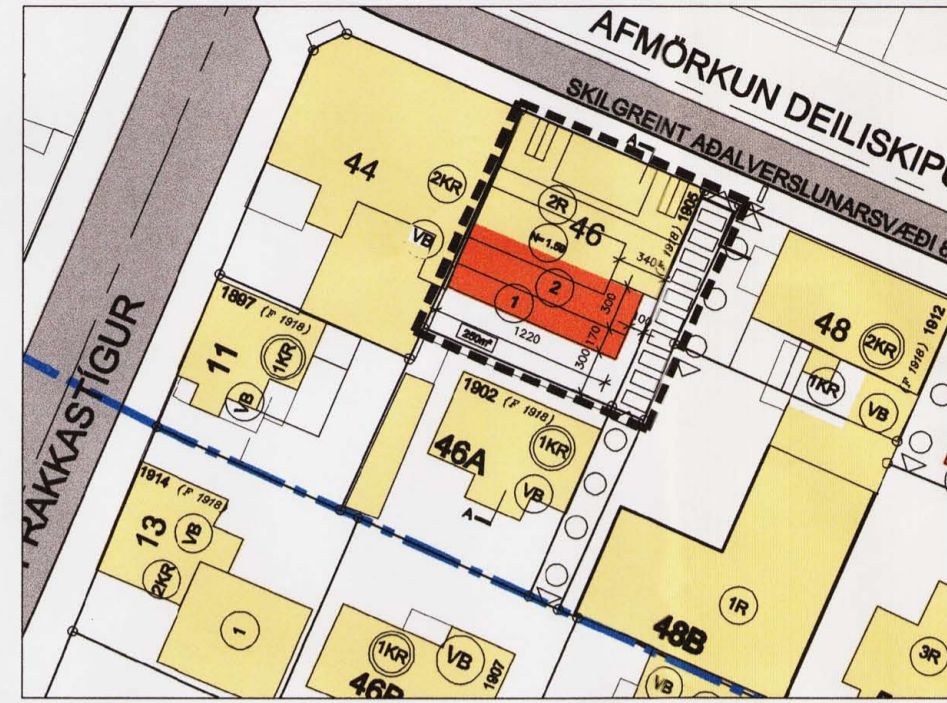 AFMÖRKUN DEILISKIPU
SKILGREINT AÐALVERSLUNARSVÆÐI
44
2KR
VB
A
2R
46
N=1.59
1905
(F 1918)
340
2
1
300
100
170
1220
250m²
300
48
2KR
1912
(F 1918)
1KR
VB
1897 (F 1918)
11
1KR
VB
1902 (F 1918)
46A
1KR
VB
A
RAKKASTÍGUR
1914 (F 1918)
13
VB
2KR
1
1KR
VB
46B
1907
1R
48B
VB
3R